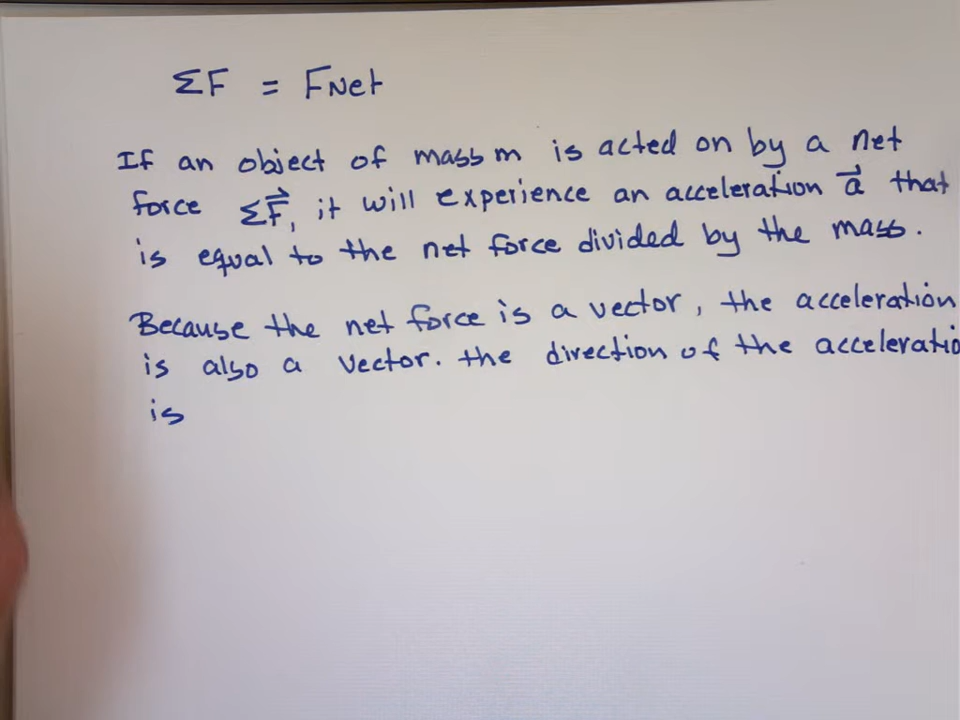 ΣF = FNet
If an object of mass m is acted on by a net
force ΣF⃗, it will experience an acceleration a⃗ that
is equal to the net force divided by the mass.
Because the net force is a vector, the acceleration
is also a vector. the direction of the acceleratio
is